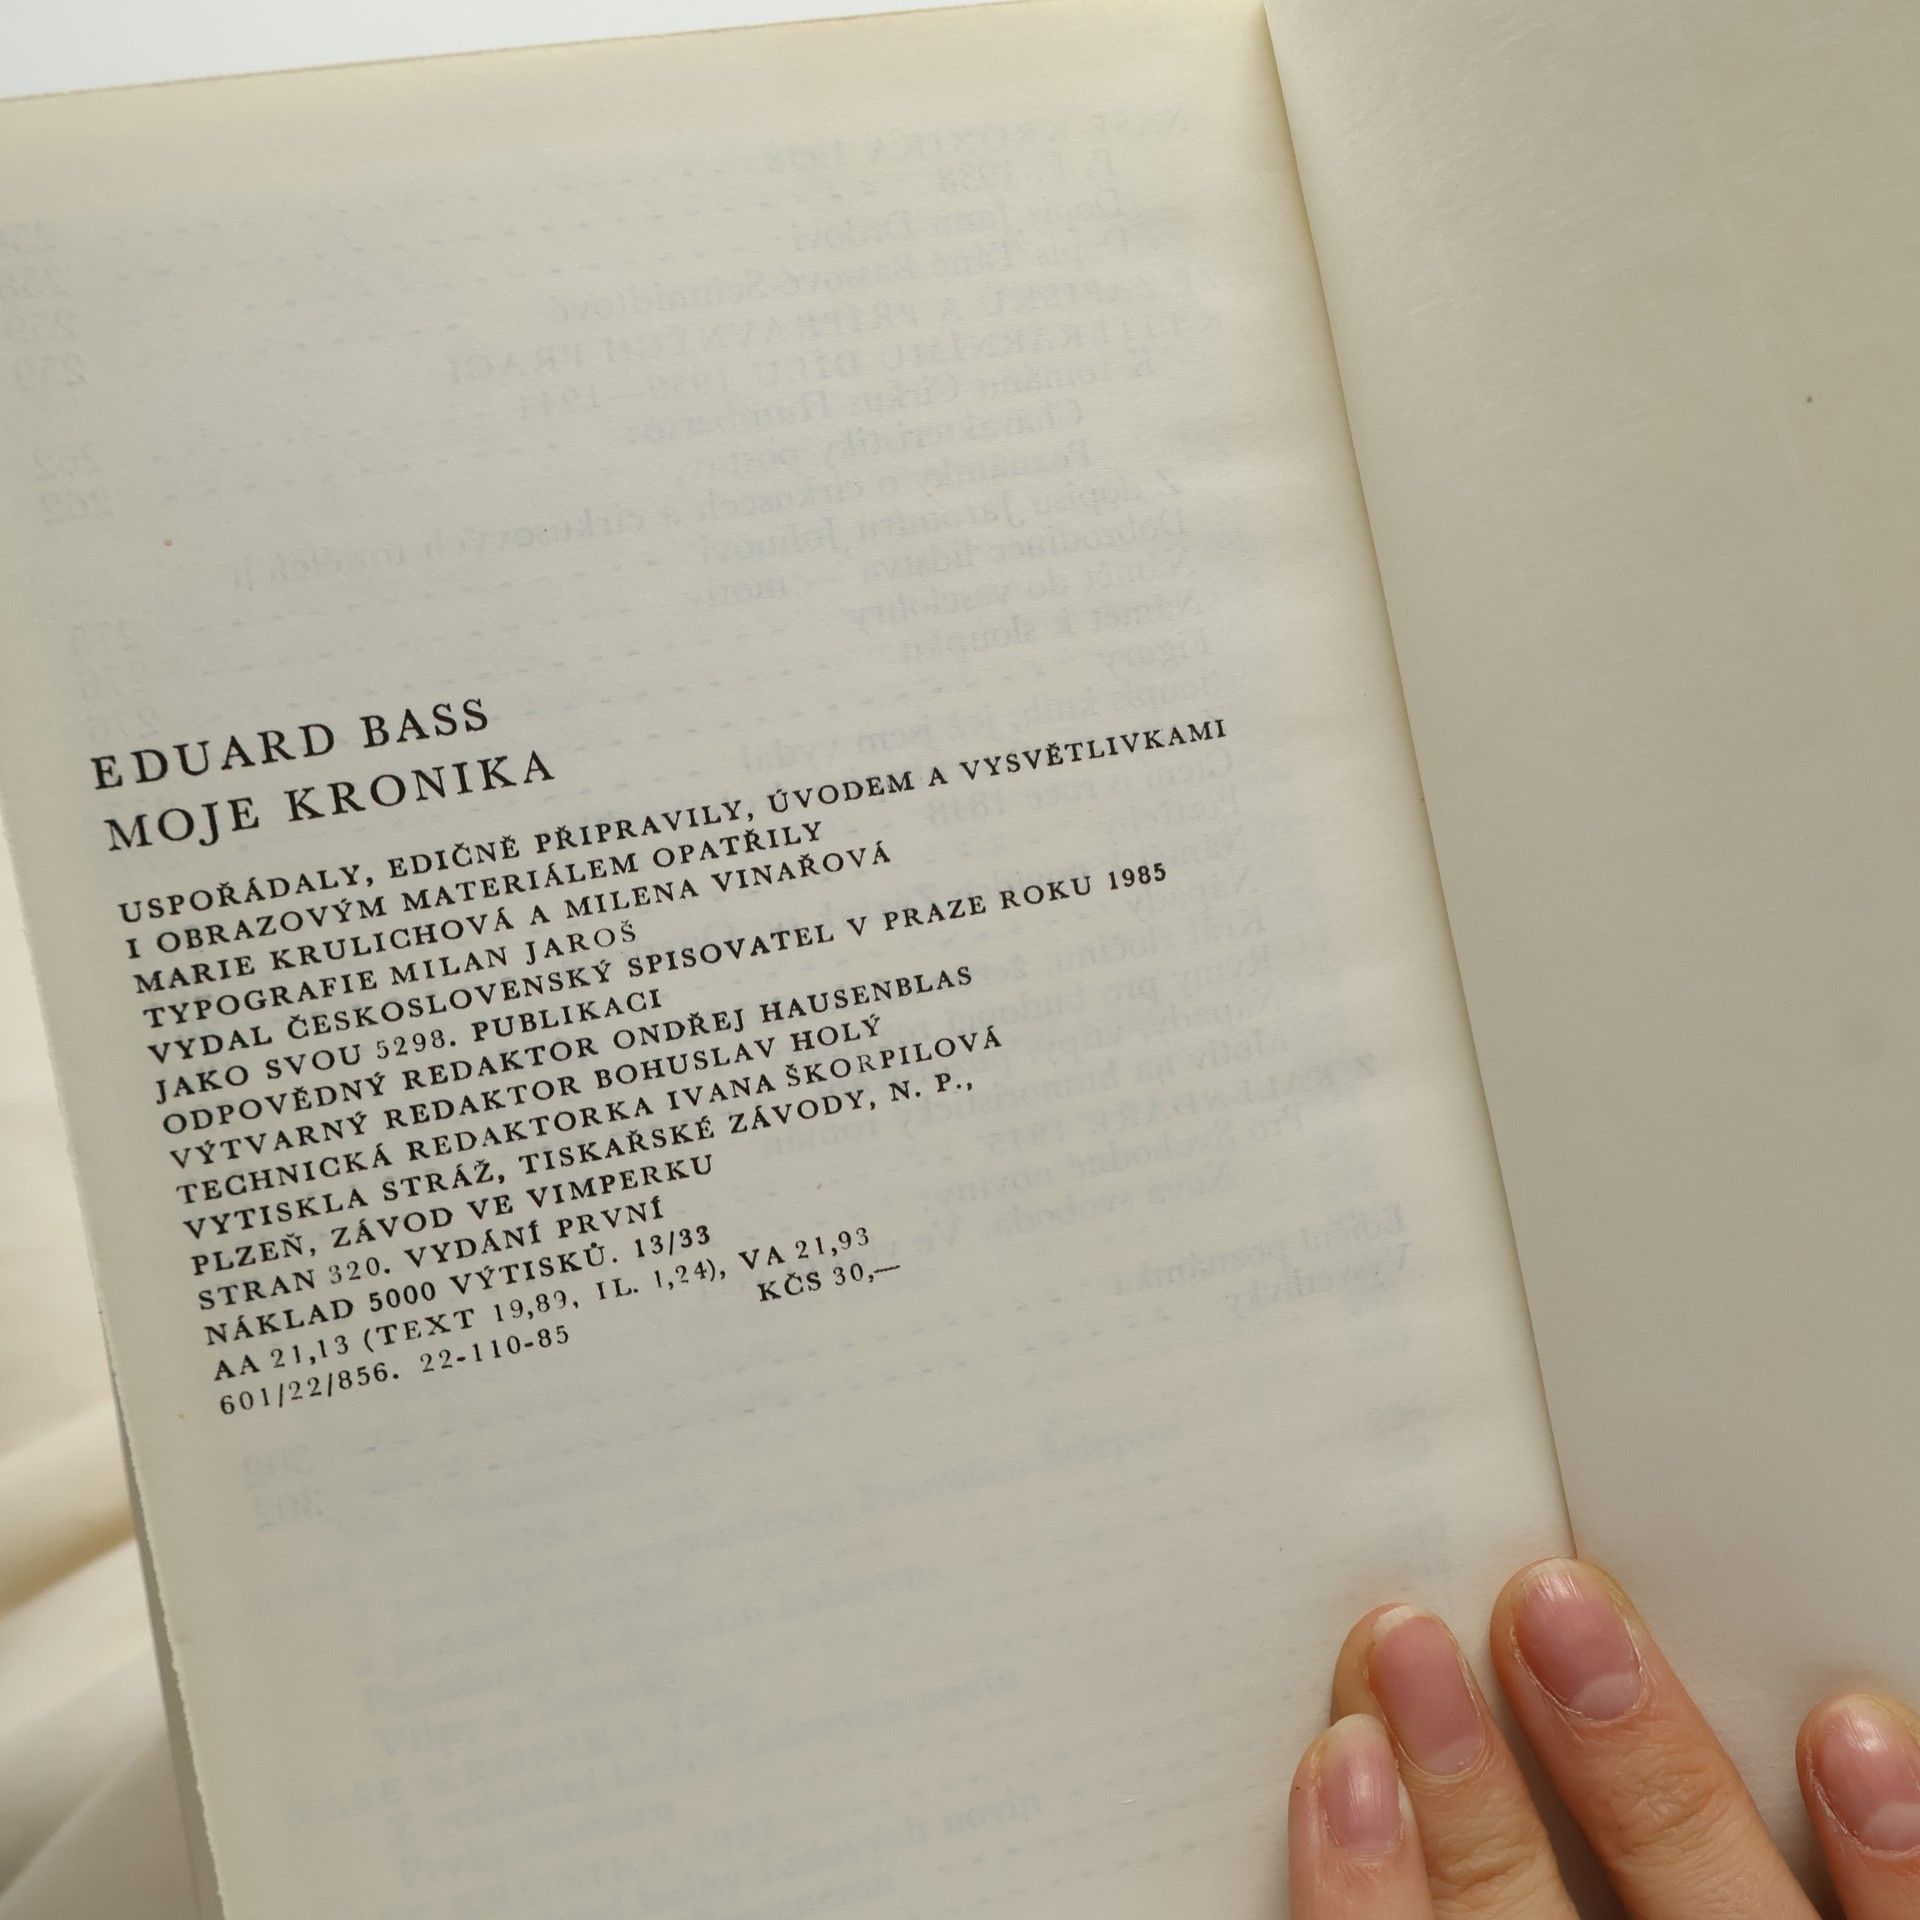 EDUARD BASS
MOJE KRONIKA
USPOŘÁDALY, EDIČNĚ PŘIPRAVILY, ÚVODEM A VYSVĚTLIVKAMI
I OBRAZOVÝM MATERIÁLEM OPATŘILY
MARIE KRULICHOVÁ A MILENA VINAŘOVÁ
TYPOGRAFIE MILAN JAROŠ
VYDAL ČESKOSLOVENSKÝ SPISOVATEL V PRAZE ROKU 1985
JAKO SVOU 5298. PUBLIKACI
ODPOVĚDNÝ REDAKTOR ONDŘEJ HAUSENBLAS
VÝTVARNÝ REDAKTOR BOHUSLAV HOLÝ
TECHNICKÁ REDAKTORKA IVANA ŠKORPILOVÁ
VYTISKLA STRÁŽ, TISKAŘSKÉ ZÁVODY, N. P.,
PLZEŇ, ZÁVOD VE VIMPERKU
STRAN 320. VYDÁNÍ PRVNÍ
NÁKLAD 5000 VÝTISKŮ. 13/33
AA 21,13 (TEXT 19,89, IL. 1,24), VA 21,93
601/22/856. 22-110-85 KČS 30,—